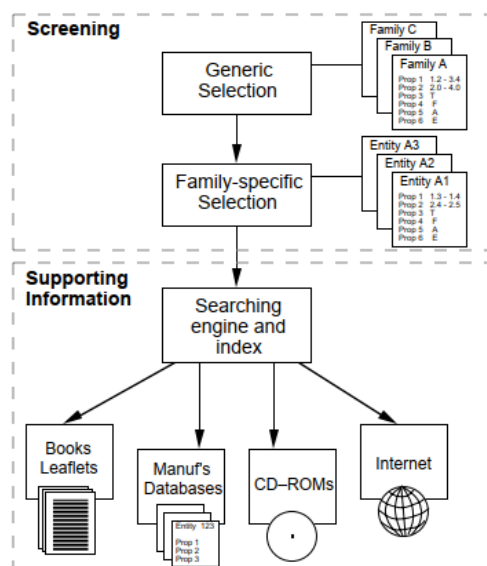 Screening
Generic
Selection
Family C
Family B
Family A
Prop 1 1.2 - 3.4
Prop 2 2.0 - 4.0
Prop 3 T
Prop 4 F
Prop 5 A
Prop 6 E
Family-specific
Selection
Entity A3
Entity A2
Entity A1
Prop 1 1.3 - 1.4
Prop 2 2.4 - 2.5
Prop 3 T
Prop 4 F
Prop 5 A
Prop 6 E
Supporting
Information
Searching
engine and
index
Books
Leaflets
Manuf's
Databases
Entity 123
Prop 1
Prop 2
Prop 3
CD–ROMs
Internet